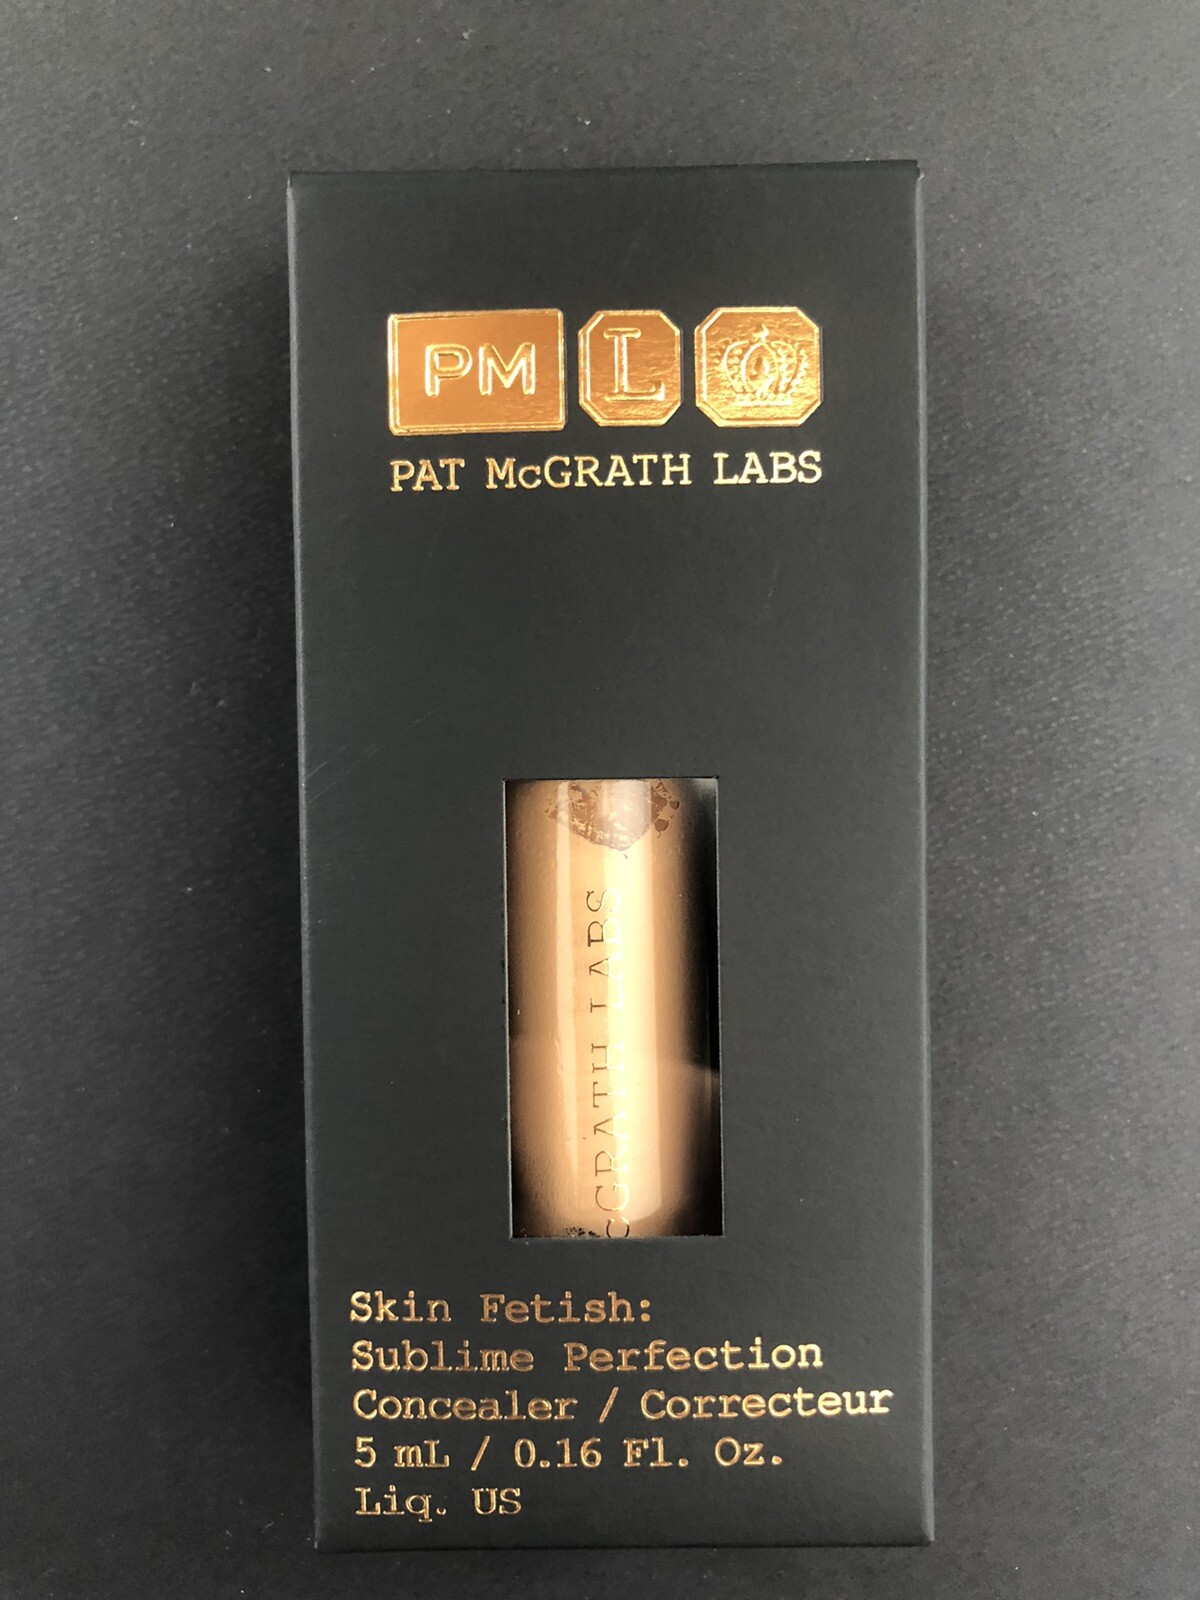 PM L
PAT McGRATH LABS
cGRATH LABS
Skin Fetish:
Sublime Perfection
Concealer / Correcteur
5 mL / 0.16 Fl. Oz.
Liq. US